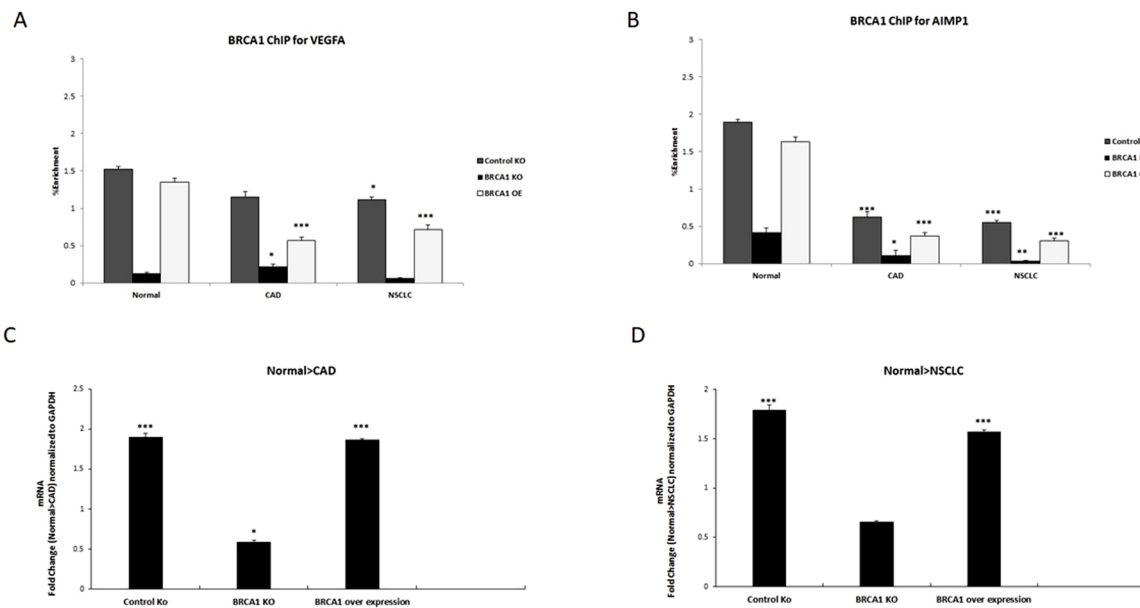 A
BRCA1 ChIP for VEGFA
%Enrichment
3
2.5
2
1.5
1
0.5
0
*
*
***
***
Normal
CAD
NSCLC
Control KO
BRCA1 KO
BRCA1 OE
B
BRCA1 ChIP for AIMP1
%Enrichment
3
2.5
2
1.5
1
0.5
0
***
*
***
***
**
***
Normal
CAD
NSCLC
Control
BRCA1
BRCA1
C
Normal>CAD
mRNA
Fold Change (Normal>CAD) normalized to GAPDH
2.5
2
1.5
1
0.5
0
***
*
***
Control Ko
BRCA1 KO
BRCA1 over expression
D
Normal>NSCLC
mRNA
Fold Change (Normal>NSCLC) normalized to GAPDH
2
1.5
1
0.5
0
***
***
Control Ko
BRCA1 KO
BRCA1 over expression